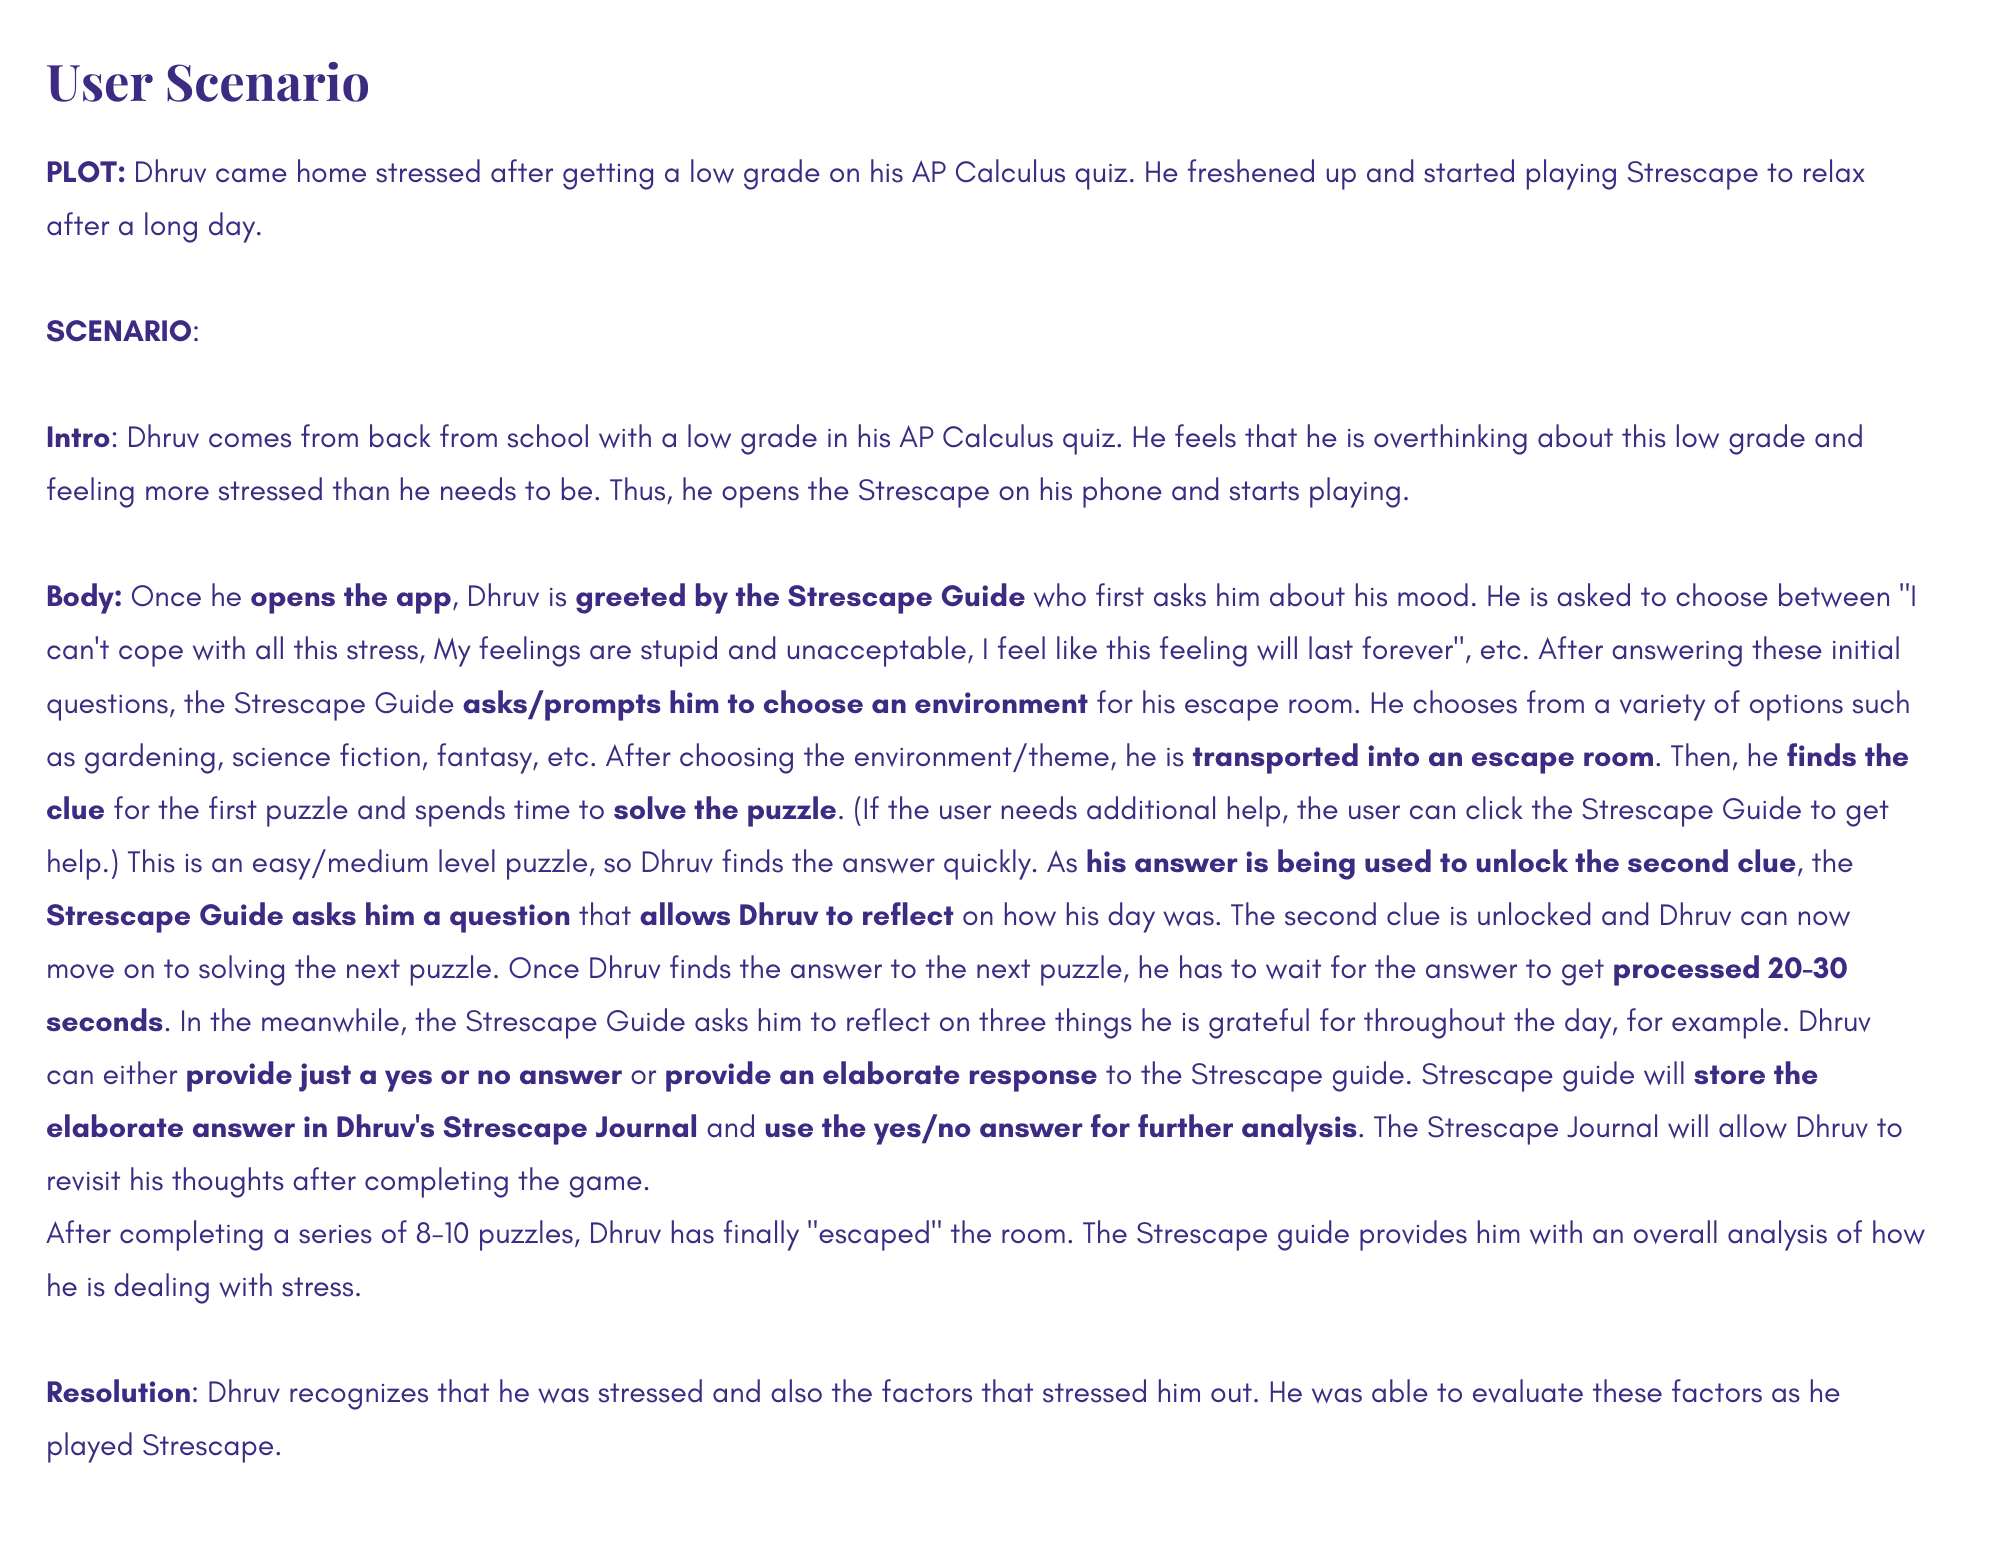 User Scenario
PLOT: Dhruv came home stressed after getting a low grade on his AP Calculus quiz. He freshened up and started playing Strescape to relax
after a long day.
SCENARIO:
Intro: Dhruv comes from back from school with a low grade in his AP Calculus quiz. He feels that he is overthinking about this low grade and
feeling more stressed than he needs to be. Thus, he opens the Strescape on his phone and starts playing.
Body: Once he opens the app, Dhruv is greeted by the Strescape Guide who first asks him about his mood. He is asked to choose between "I
can't cope with all this stress, My feelings are stupid and unacceptable, I feel like this feeling will last forever", etc. After answering these initial
questions, the Strescape Guide asks/prompts him to choose an environment for his escape room. He chooses from a variety of options such
as gardening, science fiction, fantasy, etc. After choosing the environment/theme, he is transported into an escape room. Then, he finds the
clue for the first puzzle and spends time to solve the puzzle. (If the user needs additional help, the user can click the Strescape Guide to get
help.) This is an easy/medium level puzzle, so Dhruv finds the answer quickly. As his answer is being used to unlock the second clue, the
Strescape Guide asks him a question that allows Dhruv to reflect on how his day was. The second clue is unlocked and Dhruv can now
move on to solving the next puzzle. Once Dhruv finds the answer to the next puzzle, he has to wait for the answer to get processed 20-30
seconds. In the meanwhile, the Strescape Guide asks him to reflect on three things he is grateful for throughout the day, for example. Dhruv
can either provide just a yes or no answer or provide an elaborate response to the Strescape guide. Strescape guide will store the
elaborate answer in Dhruv's Strescape Journal and use the yes/no answer for further analysis. The Strescape Journal will allow Dhruv to
revisit his thoughts after completing the game.
After completing a series of 8-10 puzzles, Dhruv has finally "escaped" the room. The Strescape guide provides him with an overall analysis of how
he is dealing with stress.
Resolution: Dhruv recognizes that he was stressed and also the factors that stressed him out. He was able to evaluate these factors as he
played Strescape.